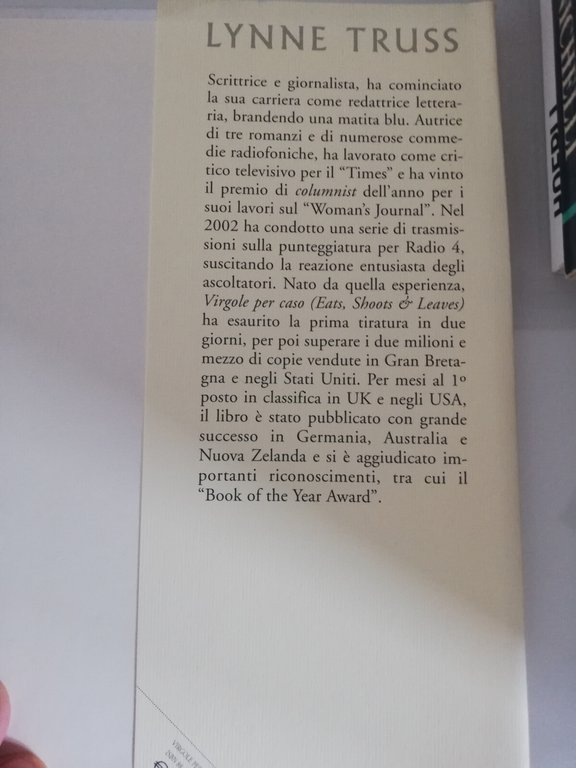 LYNNE TRUSS
Scrittrice e giornalista, ha cominciato
la sua carriera come redattrice lettera-
ria, brandendo una matita blu. Autrice
di tre romanzi e di numerose comme-
die radiofoniche, ha lavorato come cri-
tico televisivo per il “Times” e ha vinto
il premio di columnist dell’anno per i
suoi lavori sul “Woman’s Journal”. Nel
2002 ha condotto una serie di trasmis-
sioni sulla punteggiatura per Radio 4,
suscitando la reazione entusiasta degli
ascoltatori. Nato da quella esperienza,
Virgole per caso (Eats, Shoots & Leaves)
ha esaurito la prima tiratura in due
giorni, per poi superare i due milioni e
mezzo di copie vendute in Gran Breta-
gna e negli Stati Uniti. Per mesi al 1º
posto in classifica in UK e negli USA,
il libro è stato pubblicato con grande
successo in Germania, Australia e
Nuova Zelanda e si è aggiudicato im-
portanti riconoscimenti, tra cui il
“Book of the Year Award”.
VIRGOLE
HOEPLI